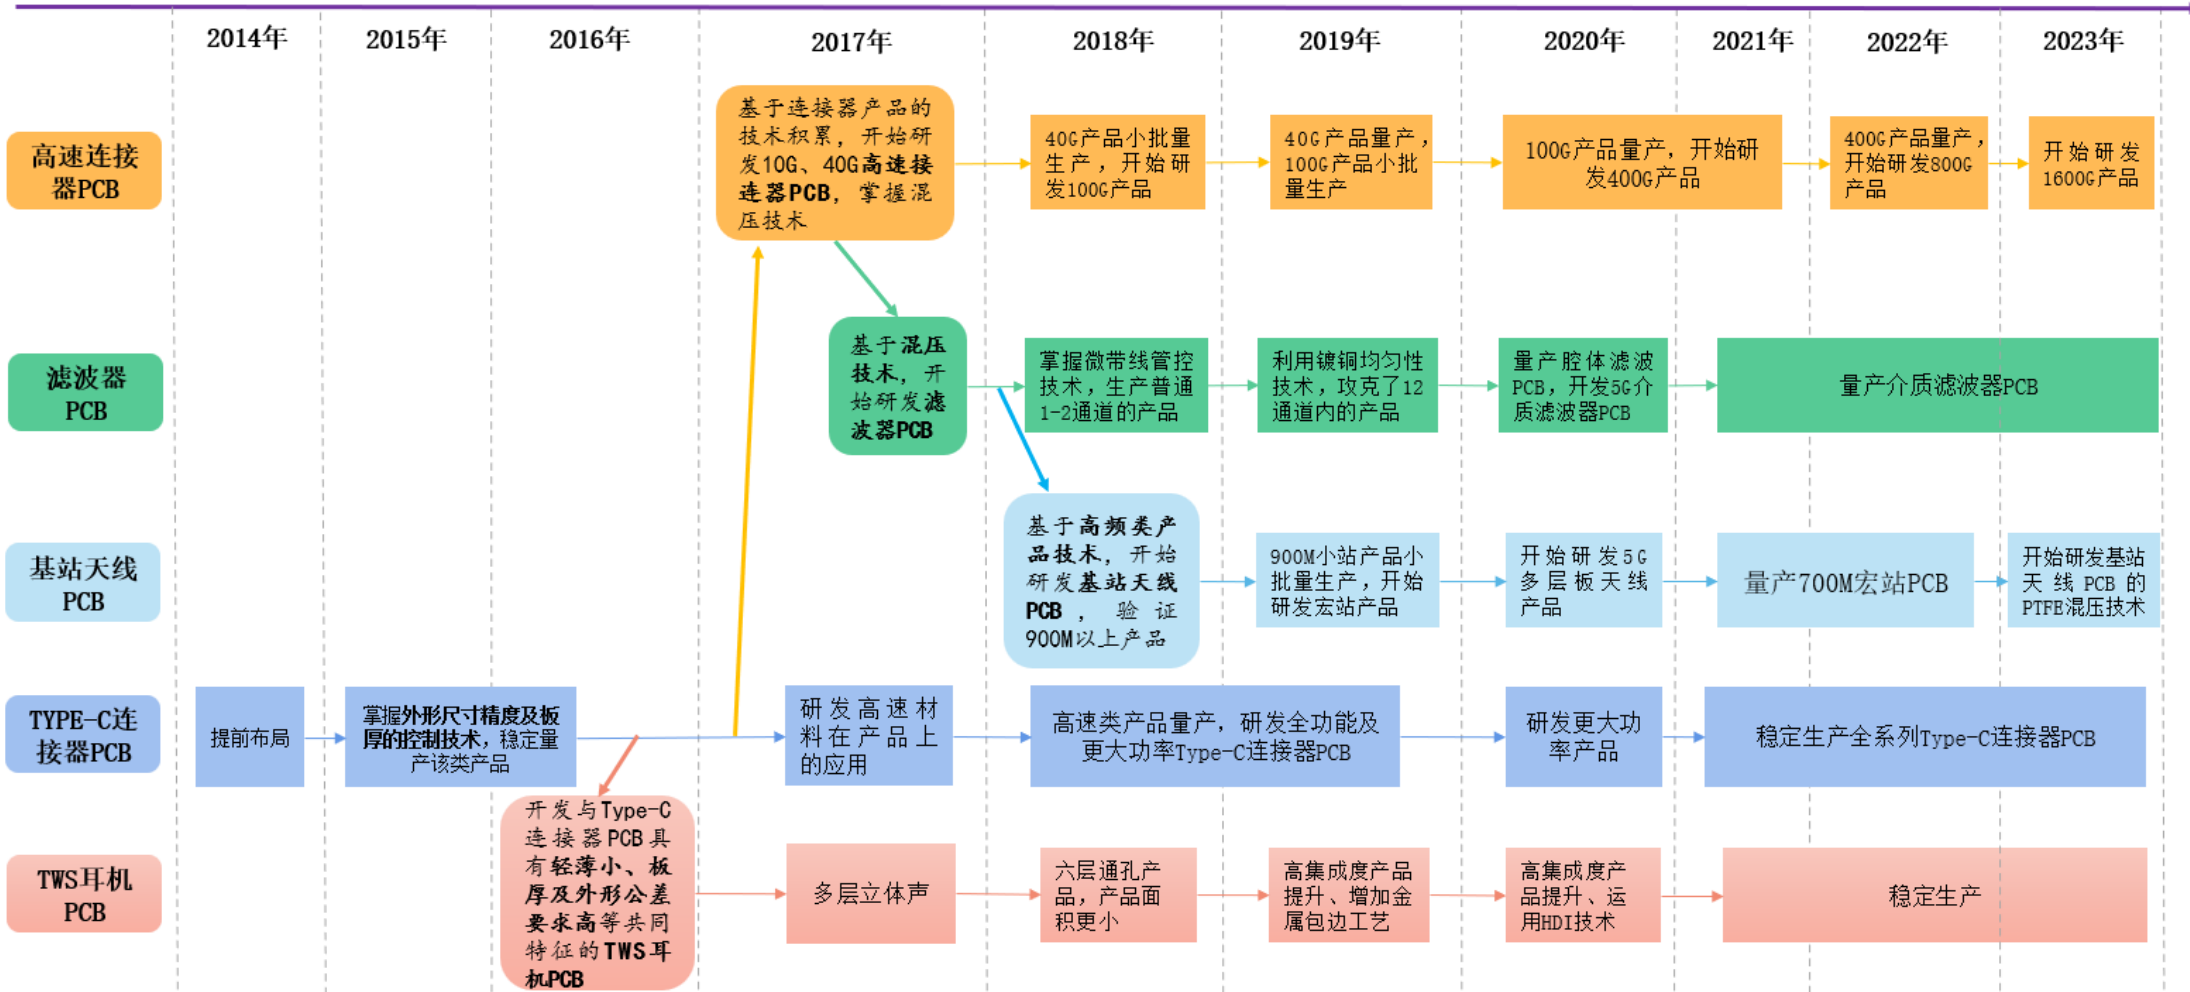 2014年
2015年
2016年
2017年
2018年
2019年
2020年
2021年
2022年
2023年
高速连接
器PCB
基于连接器产品的
技术积累，开始研
发10G、40G高速接
连器PCB，掌握混
压技术
40G产品小批量
生产，开始研
发100G产品
40G产品量产，
100G产品小批
量生产
100G产品量产，开始研
发400G产品
400G产品量产，
开始研发800G
产品
开始研发
1600G产品
滤波器
PCB
基于混压
技术，开
始研发滤
波器PCB
掌握微带线管控
技术，生产普通
1-2通道的产品
利用镀铜均匀性
技术，攻克了12
通道内的产品
量产腔体滤波
PCB，开发5G介
质滤波器PCB
量产介质滤波器PCB
基站天线
PCB
基于高频类产
品技术，开始
研发基站天线
PCB，验证
900M以上产品
900M小站产品小
批量生产，开始
研发宏站产品
开始研发5G
多层板天线
产品
量产700M宏站PCB
开始研发基站
天线PCB的
PTFE混压技术
TYPE-C连
接器PCB
提前布局
掌握外形尺寸精度及板
厚的控制技术，稳定量
产该类产品
研发高速材
料在产品上
的应用
高速类产品量产，研发全功能及
更大功率Type-C连接器PCB
研发更大功
率产品
稳定生产全系列Type-C连接器PCB
TWS耳机
PCB
开发与Type-C
连接器PCB具
有轻薄小、板
厚及外形公差
要求高等共同
特征的TWS耳
机PCB
多层立体声
六层通孔产
品，产品面
积更小
高集成度产品
提升、增加金
属包边工艺
高集成度产
品提升、运
用HDI技术
稳定生产